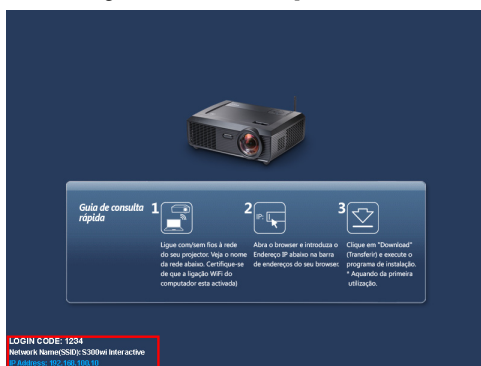 Guia de consulta
rápida
1
Ligue com/sem fios à rede
do seu projector. Veja o nome
da rede abaixo. Certifique-se
de que a ligação WiFi do
computador esta activada)
2
IP:
Abra o browser e introduza o
Endereço IP abaixo na barra
de endereços do seu browser.
3
Clique em "Download"
(Transferir) e execute o
programa de instalação.
* Aquando da primeira
utilização.
LOGIN CODE: 1234
Network Name(SSID): S300wi Interactive
IP Address: 192.168.100.10